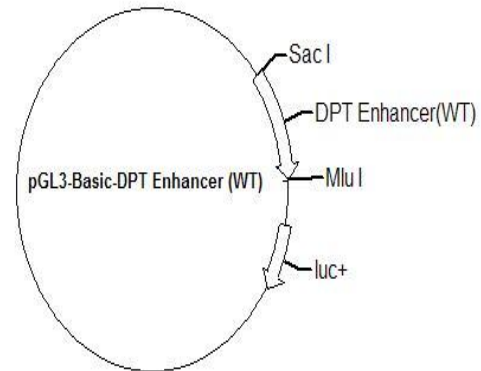 Sac I
DPT Enhancer(WT)
pGL3-Basic-DPT Enhancer (WT)
Mlu I
luc+